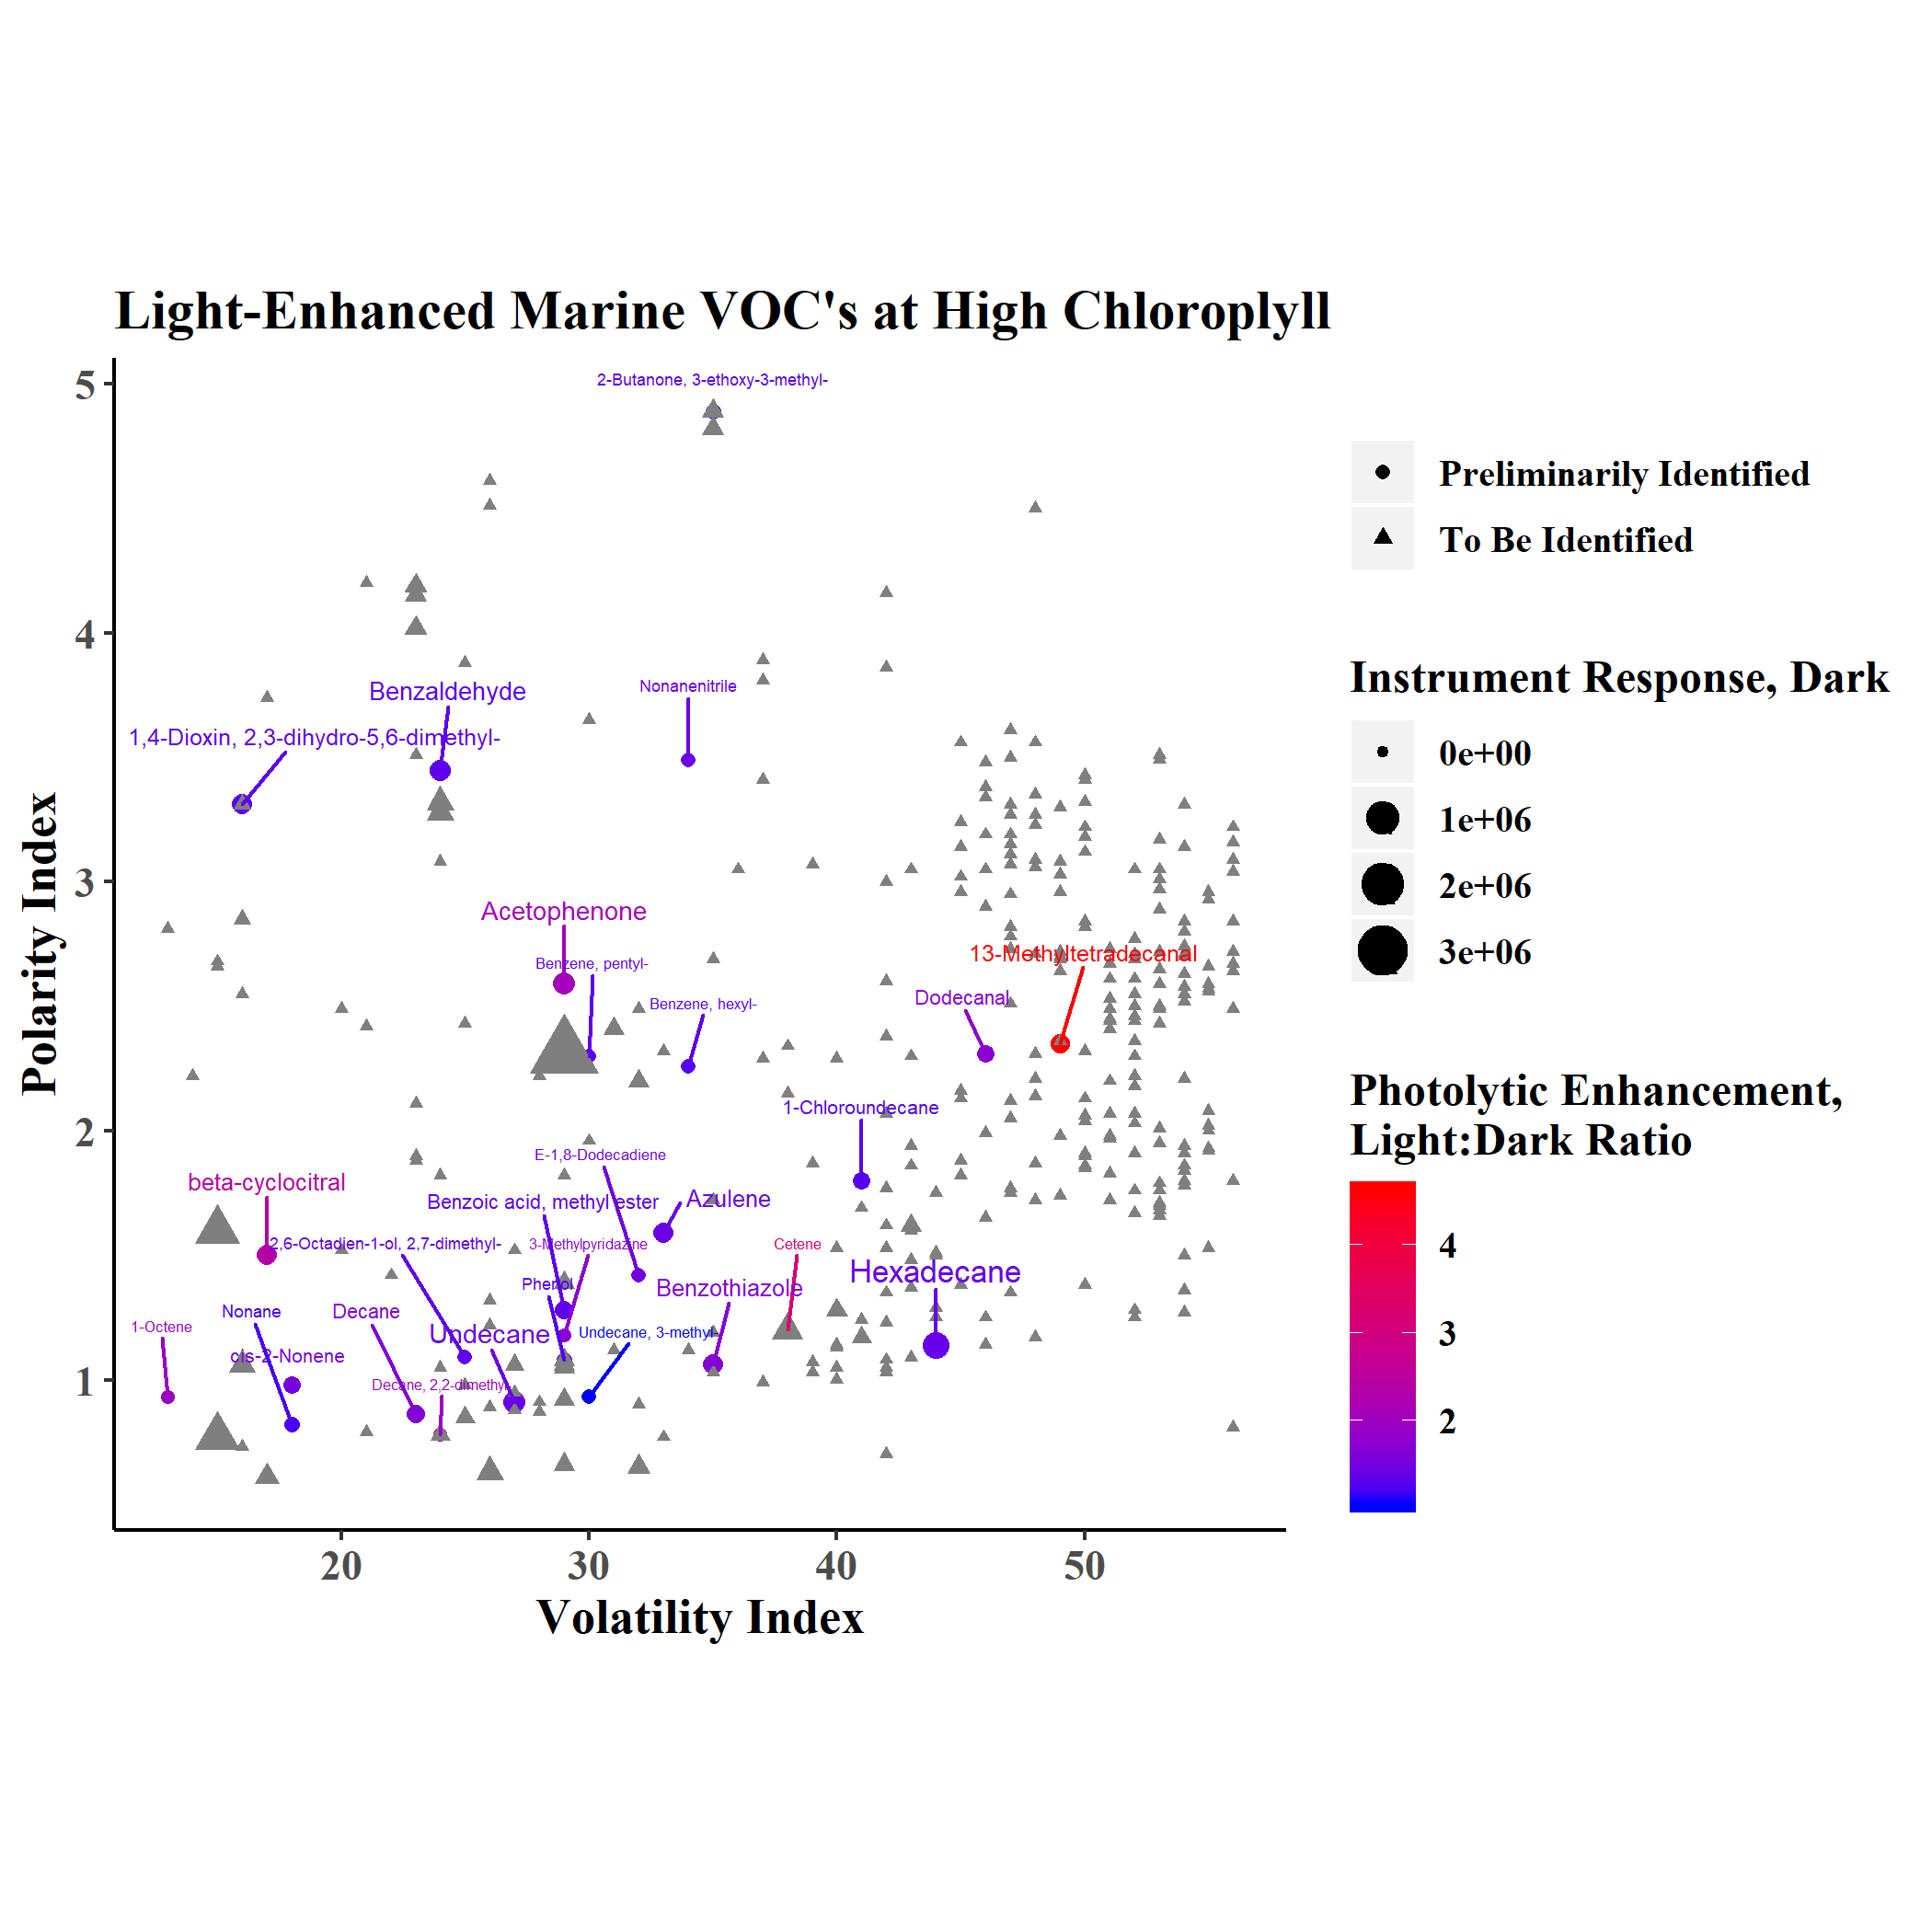 Light-Enhanced Marine VOC's at High Chloroplyll
5
4
3
2
1
Polarity Index
20
30
40
50
Volatility Index
2-Butanone, 3-ethoxy-3-methyl-
Benzaldehyde
Nonanenitrile
1,4-Dioxin, 2,3-dihydro-5,6-dimethyl-
Acetophenone
13-Methyltetradecanal
Benzene, pentyl-
Dodecanal
Benzene, hexyl-
1-Chloroundecane
E-1,8-Dodecadiene
beta-cyclocitral
Benzoic acid, methyl ester
Azulene
2,6-Octadien-1-ol, 2,7-dimethyl-
3-Methylpyridazine
Cetene
Hexadecane
Phenol
Benzothiazole
Nonane
Decane
1-Octene
Undecane
Undecane, 3-methyl-
cis-2-Nonene
Decane, 2,2-dimethyl-
Preliminarily Identified
To Be Identified
Instrument Response, Dark
0e+00
1e+06
2e+06
3e+06
Photolytic Enhancement,
Light:Dark Ratio
4
3
2